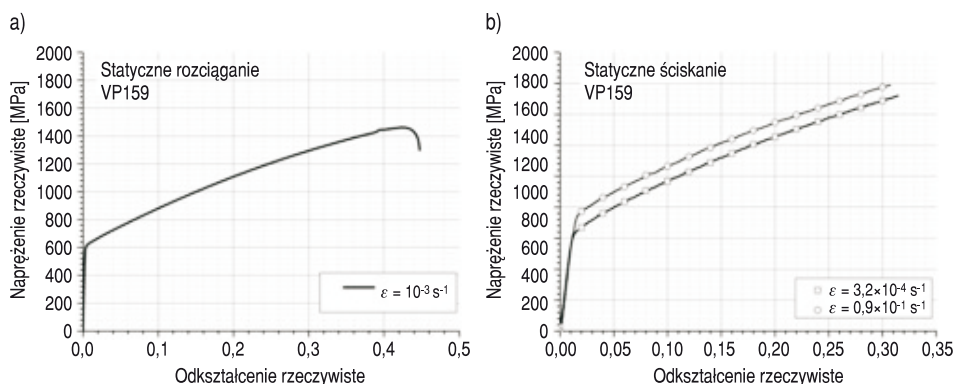 a)
2000
1800
1600
1400
1200
1000
800
600
400
200
0
Naprężenie rzeczywiste [MPa]
Statyczne rozciąganie
VP159
ε = 10-3 s-1
0,0 0,1 0,2 0,3 0,4 0,5
Odkształcenie rzeczywiste
b)
2000
1800
1600
1400
1200
1000
800
600
400
200
0
Naprężenie rzeczywiste [MPa]
Statyczne ściskanie
VP159
ε = 3,2×10-4 s-1
ε = 0,9×10-1 s-1
0,00 0,05 0,10 0,15 0,20 0,25 0,30 0,35
Odkształcenie rzeczywiste